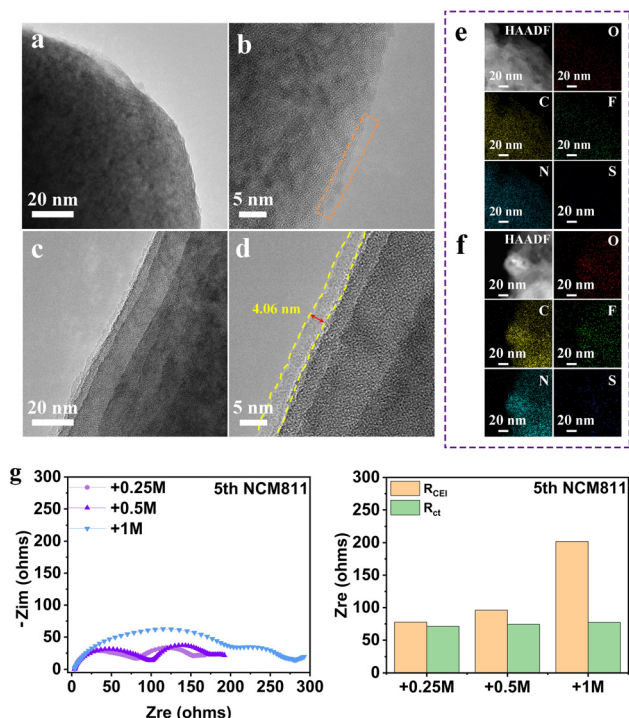 a
20 nm
b
5 nm
c
20 nm
d
4.06 nm
5 nm
e
HAADF
20 nm
O
20 nm
C
20 nm
F
20 nm
N
20 nm
S
20 nm
f
HAADF
20 nm
O
20 nm
C
20 nm
F
20 nm
N
20 nm
S
20 nm
g
5th NCM811
+0.25M
+0.5M
+1M
300
250
200
150
100
50
0
-Zim (ohms)
0 50 100 150 200 250 300
Zre (ohms)
5th NCM811
R_CEI
R_ct
300
250
200
150
100
50
0
Zre (ohms)
+0.25M +0.5M +1M